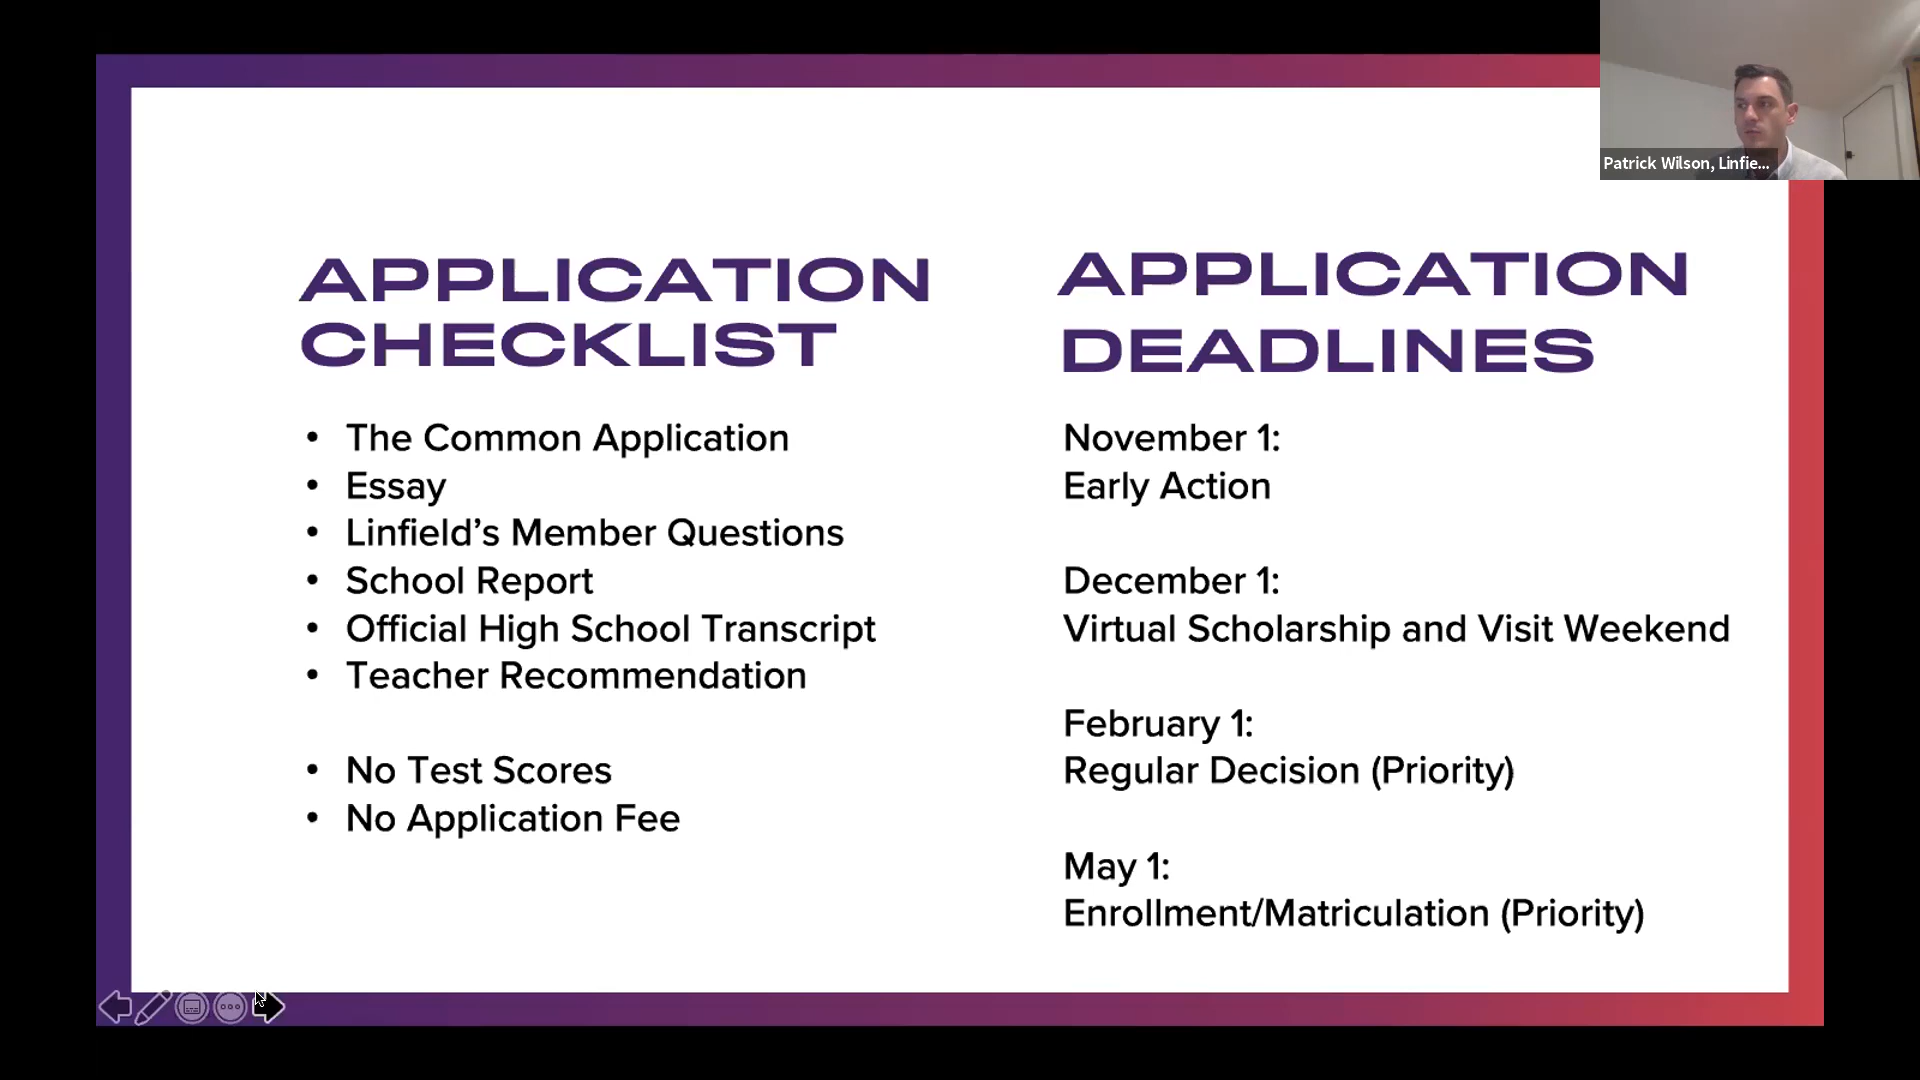 Patrick Wilson, Linfie...
APPLICATION
CHECKLIST
• The Common Application
• Essay
• Linfield’s Member Questions
• School Report
• Official High School Transcript
• Teacher Recommendation
• No Test Scores
• No Application Fee
APPLICATION
DEADLINES
November 1:
Early Action
December 1:
Virtual Scholarship and Visit Weekend
February 1:
Regular Decision (Priority)
May 1:
Enrollment/Matriculation (Priority)